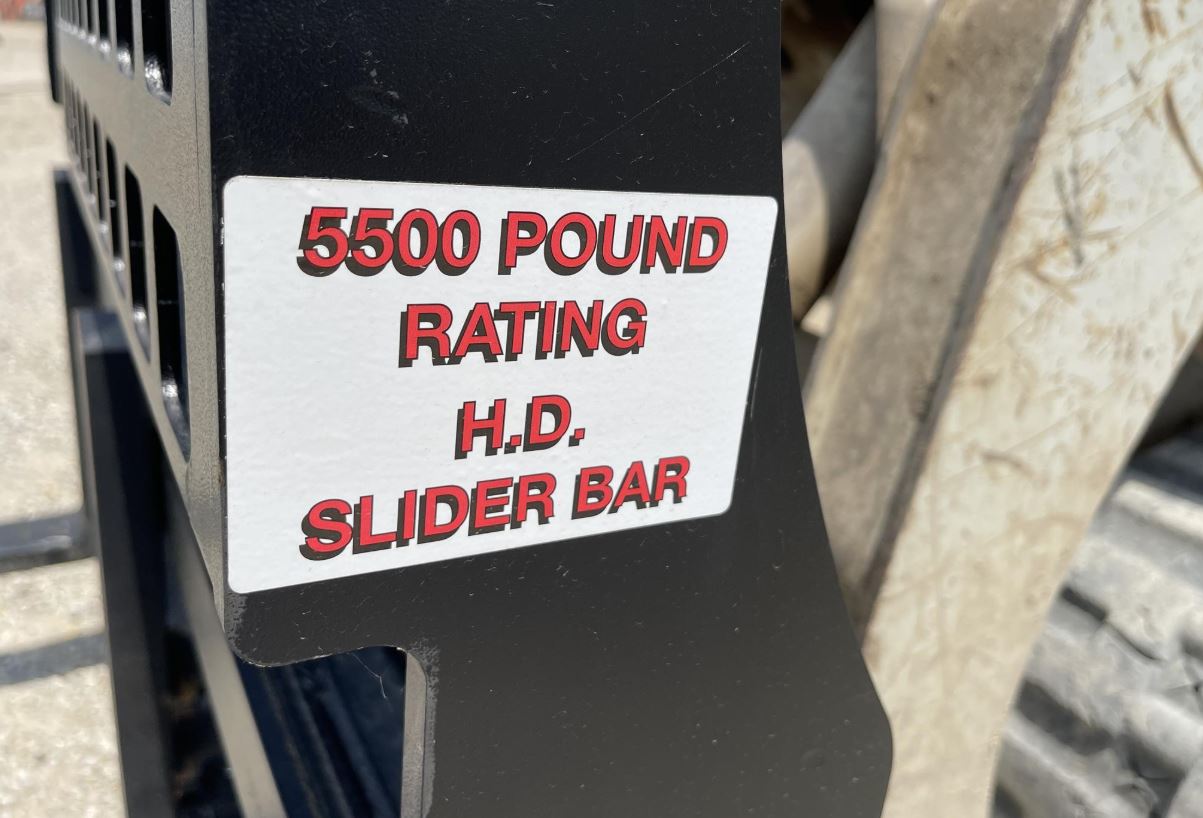 5500 POUND
RATING
H.D.
SLIDER BAR